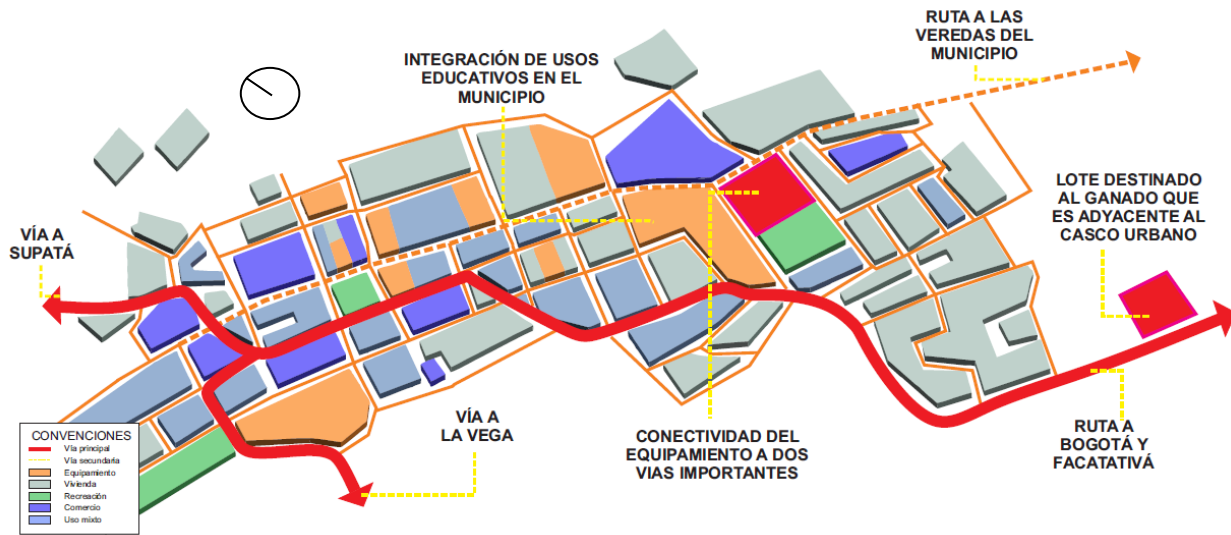 RUTA A LAS
VEREDAS DEL
MUNICIPIO
INTEGRACIÓN DE USOS
EDUCATIVOS EN EL
MUNICIPIO
LOTE DESTINADO
AL GANADO QUE
ES ADYACENTE AL
CASCO URBANO
VÍA A
SUPATÁ
VÍA A
LA VEGA
CONECTIVIDAD DEL
EQUIPAMIENTO A DOS
VIAS IMPORTANTES
RUTA A
BOGOTÁ Y
FACATATIVÁ
CONVENCIONES
Vía principal
Vía secundaria
Equipamiento
Vivienda
Recreación
Comercio
Uso mixto